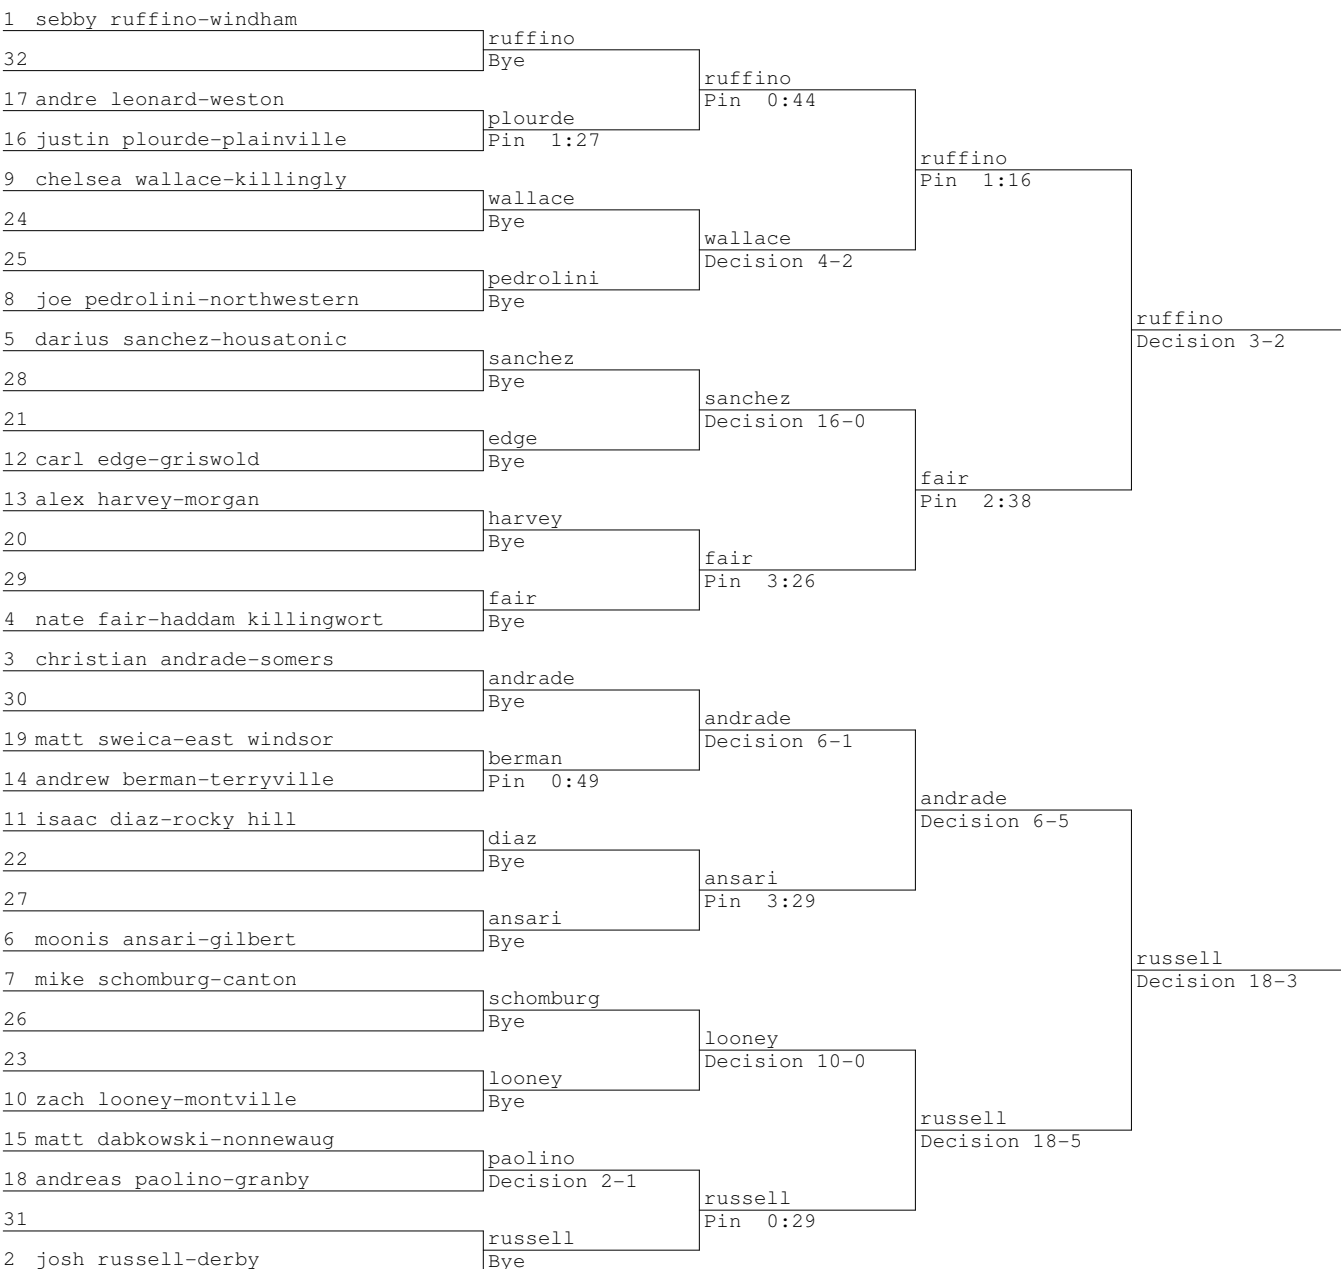 1 sebby ruffino-windham
ruffino
32
Bye
ruffino
17 andre leonard-weston
Pin 0:44
plourde
16 justin plourde-plainville
Pin 1:27
ruffino
9 chelsea wallace-killingly
Pin 1:16
wallace
24
Bye
wallace
25
Decision 4-2
pedrolini
8 joe pedrolini-northwestern
Bye
ruffino
5 darius sanchez-housatonic
Decision 3-2
sanchez
28
Bye
sanchez
21
Decision 16-0
edge
12 carl edge-griswold
Bye
fair
13 alex harvey-morgan
Pin 2:38
harvey
20
Bye
fair
29
Pin 3:26
fair
4 nate fair-haddam killingwort
Bye
3 christian andrade-somers
andrade
30
Bye
andrade
19 matt sweica-east windsor
Decision 6-1
berman
14 andrew berman-terryville
Pin 0:49
andrade
11 isaac diaz-rocky hill
Decision 6-5
diaz
22
Bye
ansari
27
Pin 3:29
ansari
6 moonis ansari-gilbert
Bye
russell
7 mike schomburg-canton
Decision 18-3
schomburg
26
Bye
looney
23
Decision 10-0
looney
10 zach looney-montville
Bye
russell
15 matt dabkowski-nonnewaug
Decision 18-5
paolino
18 andreas paolino-granby
Decision 2-1
russell
31
Pin 0:29
russell
2 josh russell-derby
Bye